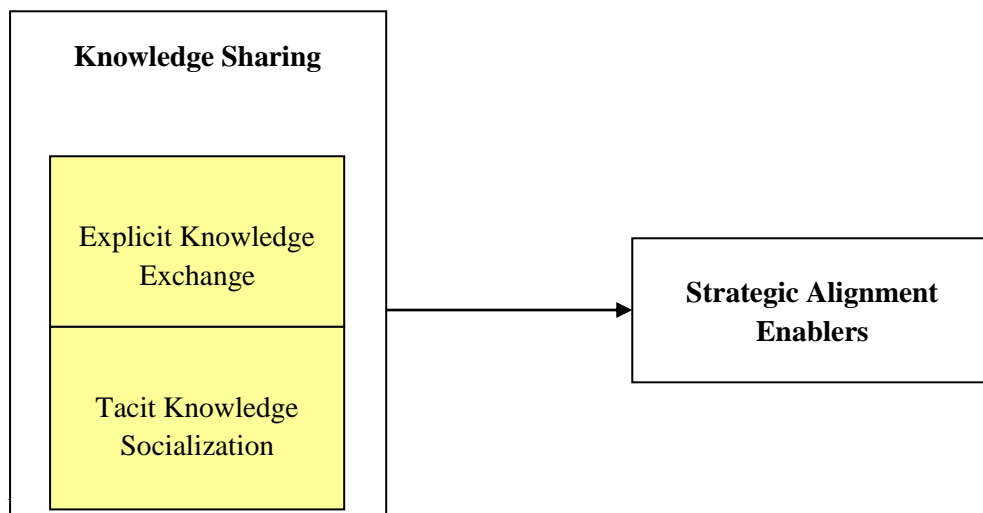 Knowledge Sharing
Explicit Knowledge
Exchange
Strategic Alignment
Enablers
Tacit Knowledge
Socialization